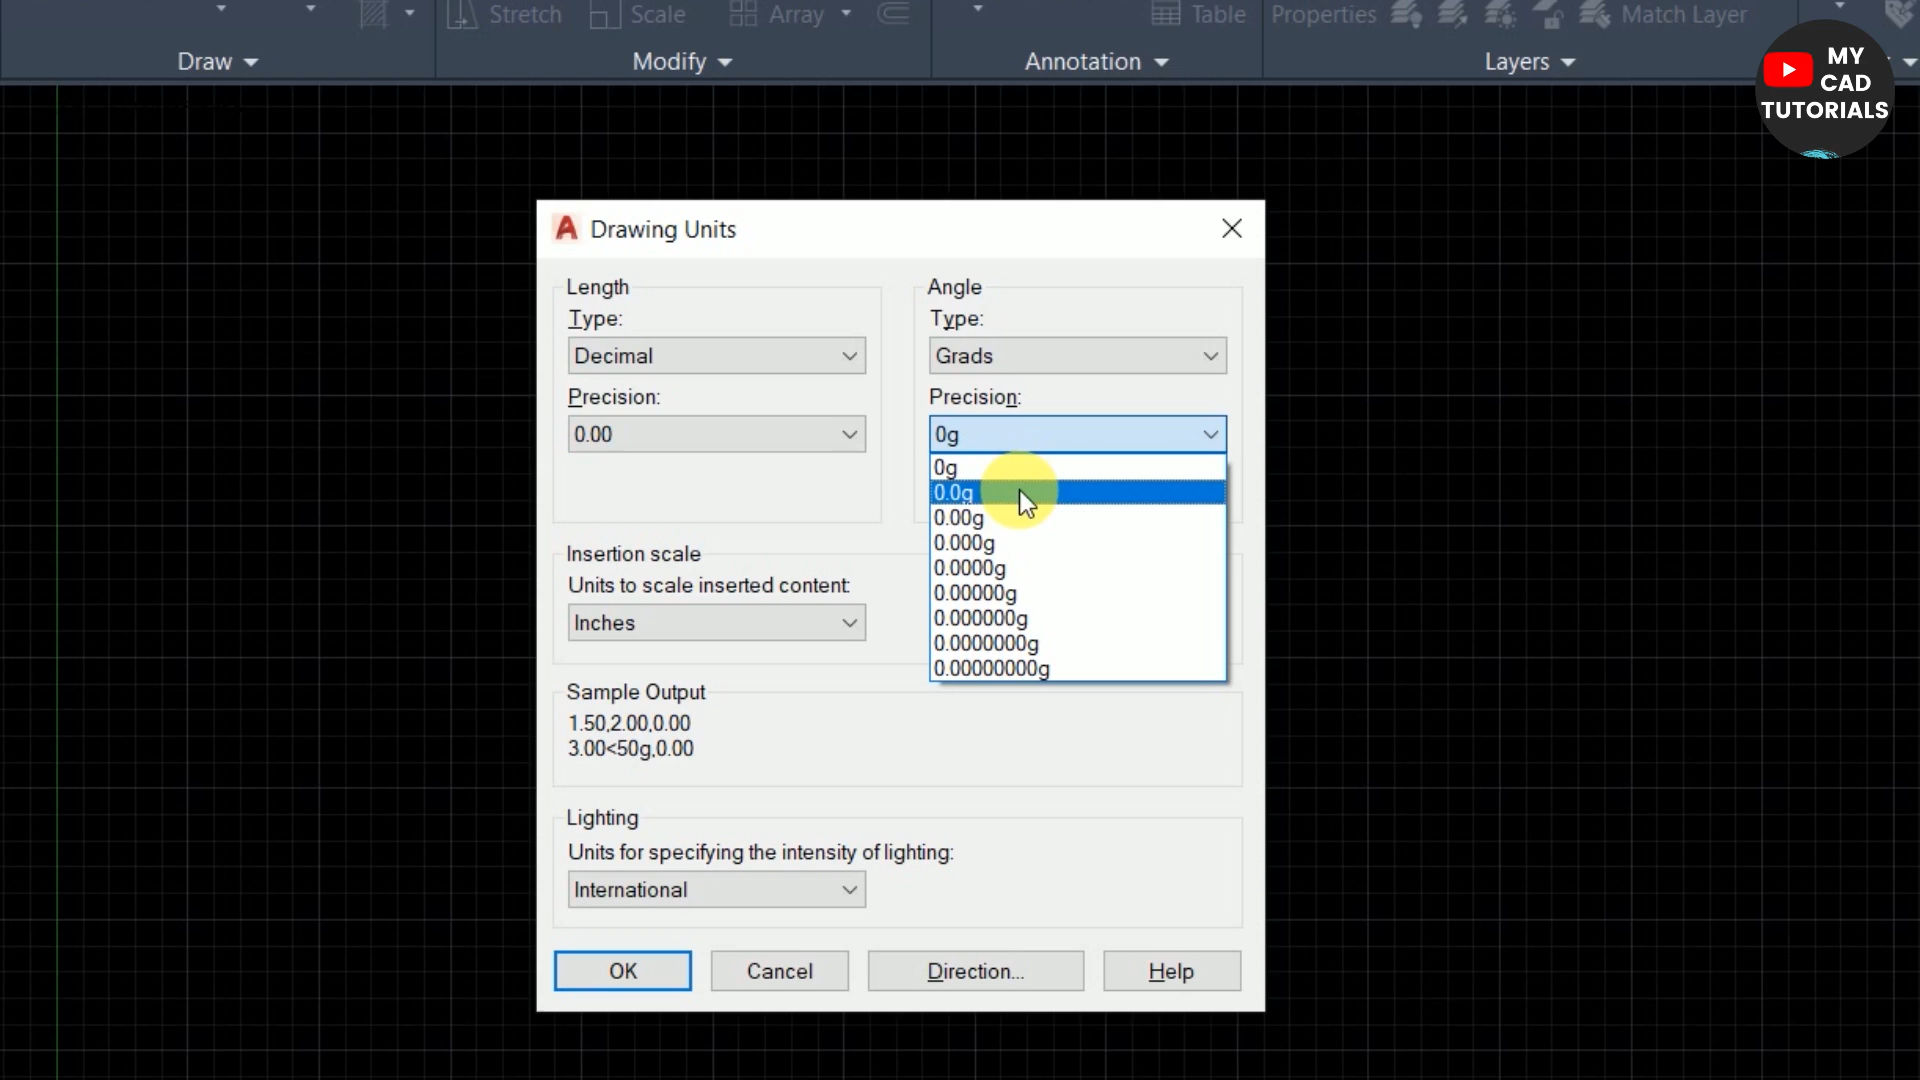 Stretch Scale Array Table Properties Match Layer
Draw Modify Annotation Layers
MY
CAD
TUTORIALS
Drawing Units
Length
Type:
Decimal
Precision:
0.00
Angle
Type:
Grads
Precision:
0g
0g
0.0g
0.00g
0.000g
0.0000g
0.00000g
0.000000g
0.0000000g
0.00000000g
Insertion scale
Units to scale inserted content:
Inches
Sample Output
1.50,2.00,0.00
3.00<50g,0.00
Lighting
Units for specifying the intensity of lighting:
International
OK Cancel Direction... Help